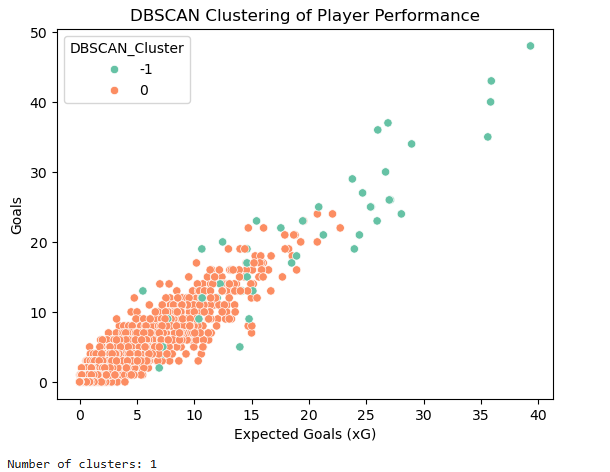 DBSCAN Clustering of Player Performance
DBSCAN_Cluster
-1
0
50
40
30
20
10
0
Goals
0 5 10 15 20 25 30 35 40
Expected Goals (xG)
Number of clusters: 1